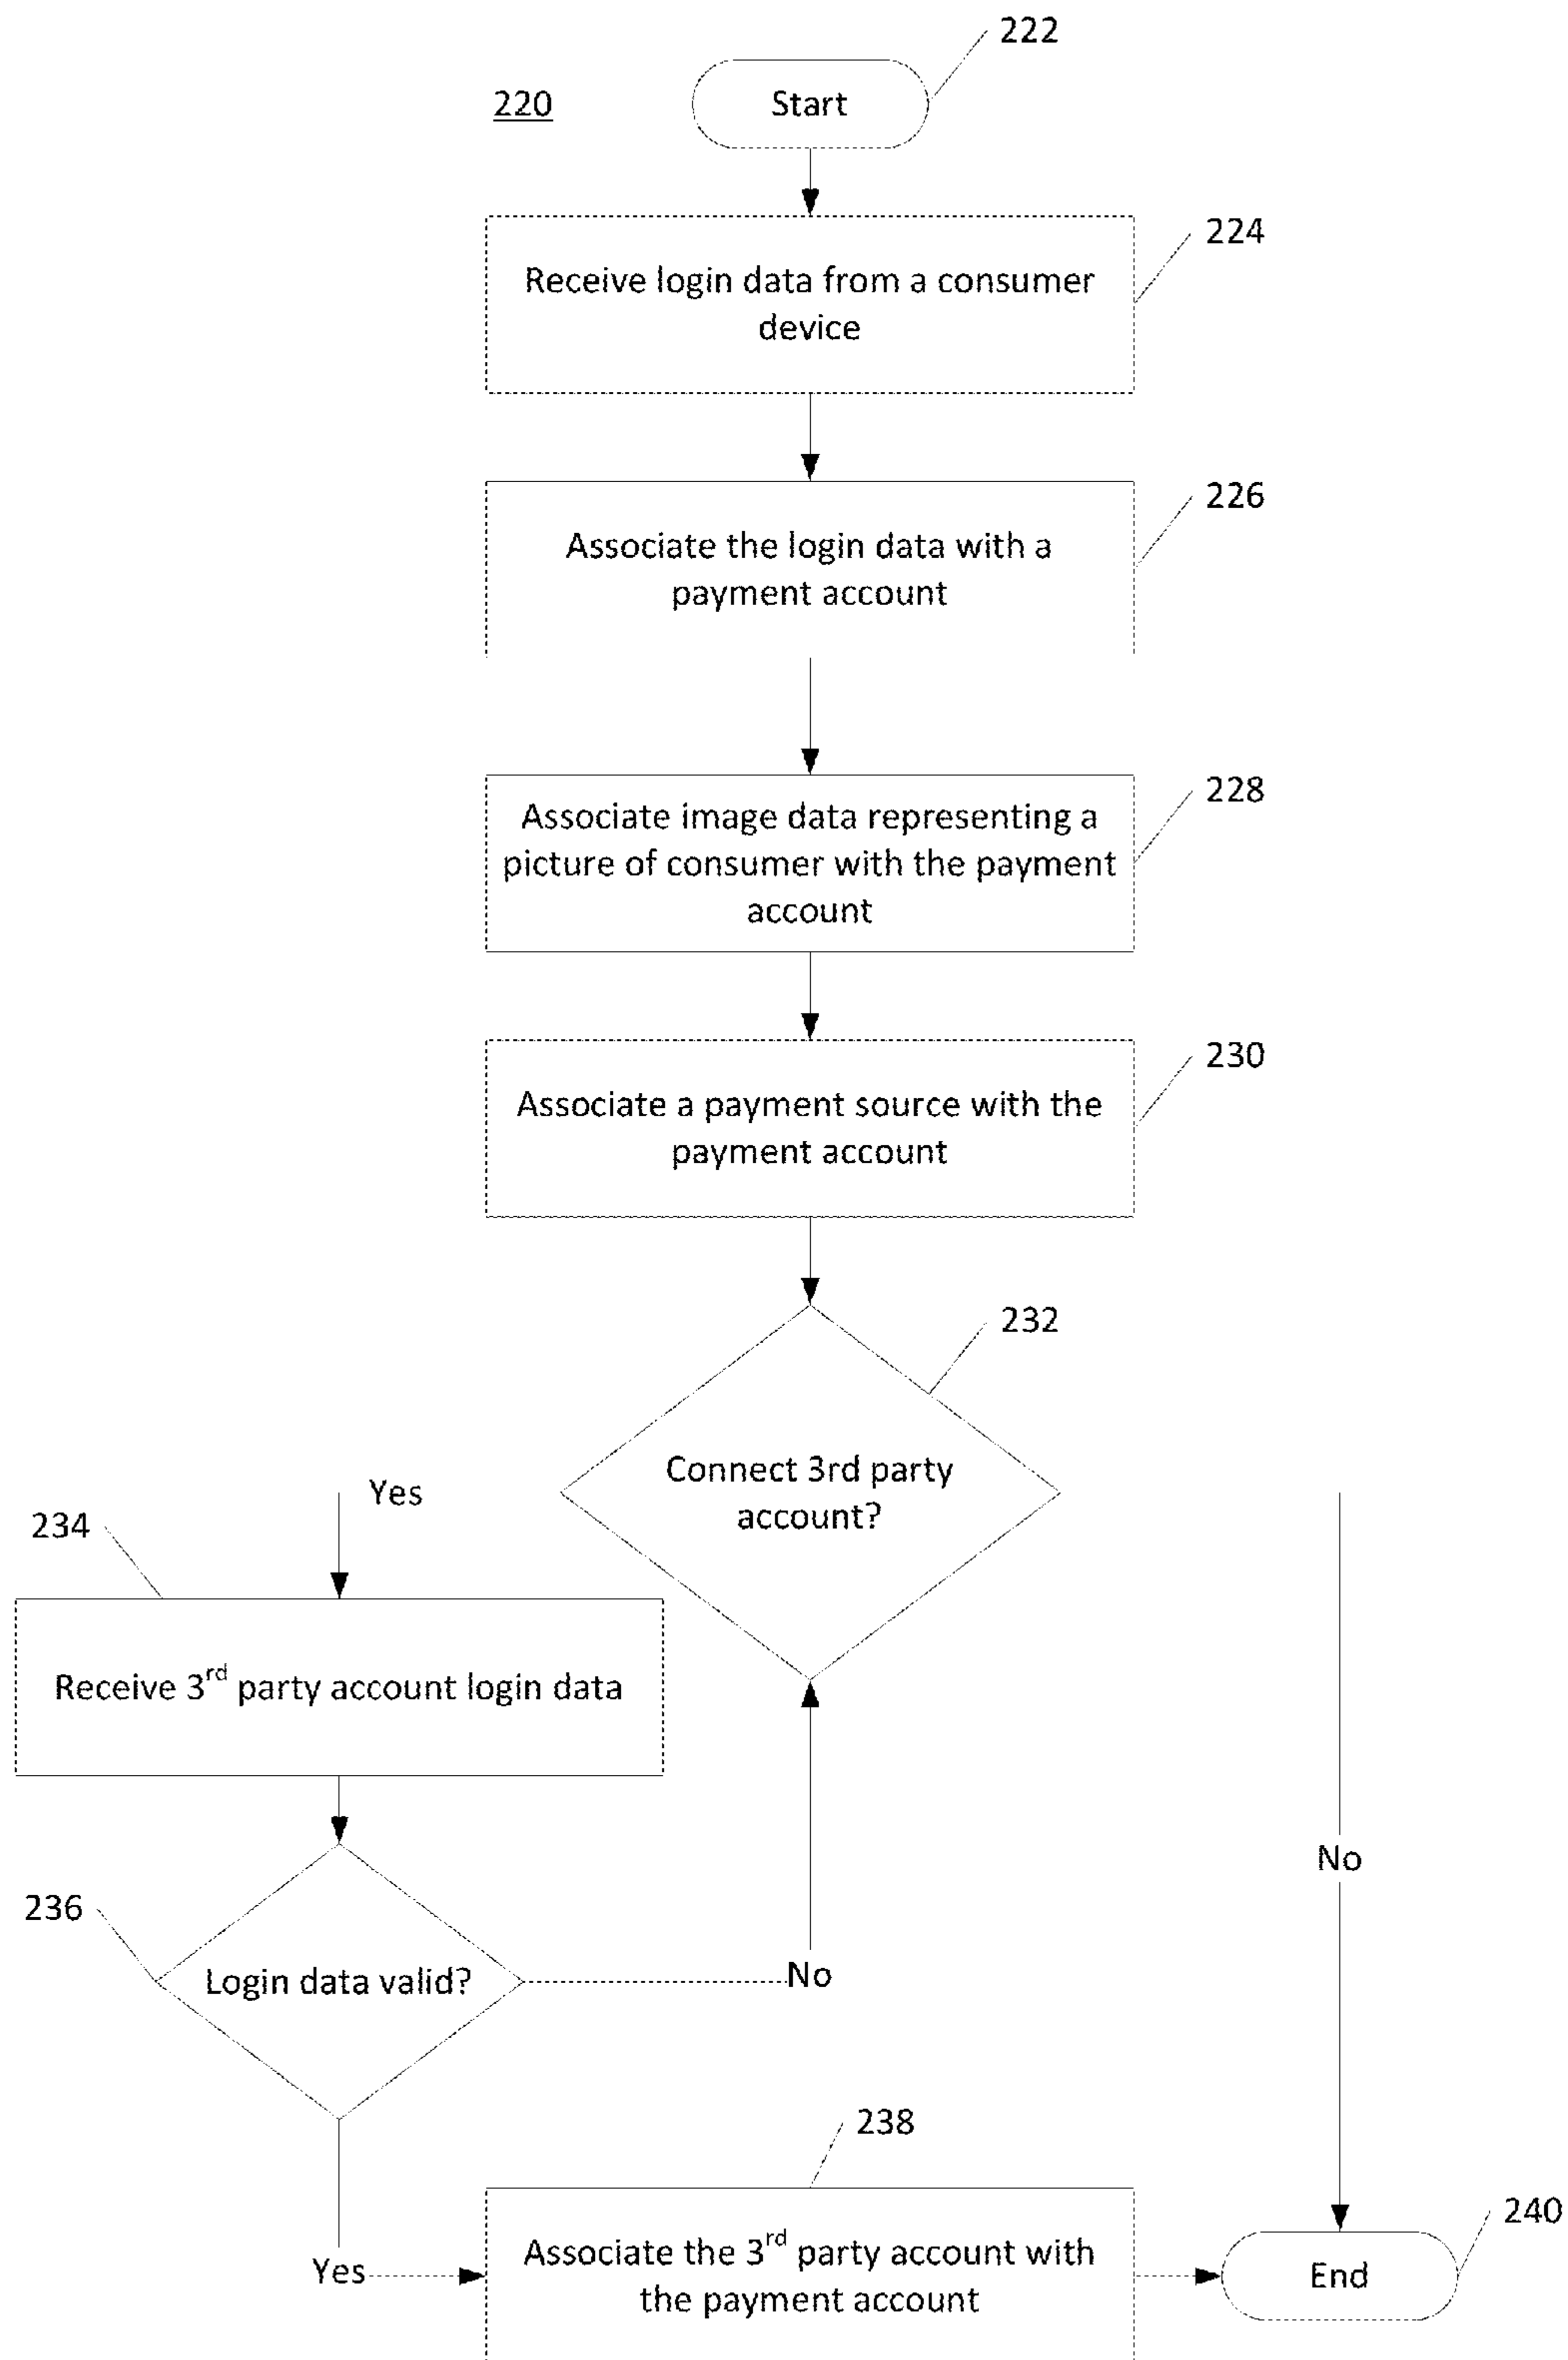 222
220
Start
224
Receive login data from a consumer
device
226
Associate the login data with a
payment account
228
Associate image data representing a
picture of consumer with the payment
account
230
Associate a payment source with the
payment account
232
Connect 3rd party
account?
Yes
234
Receive 3rd party account login data
No
236
Login data valid?
No
238
240
Associate the 3rd party account with
the payment account
Yes
End